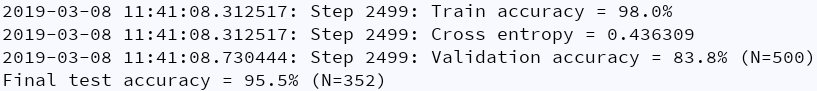 2019-03-08 11:41:08.312517: Step 2499: Train accuracy = 98.0%
2019-03-08 11:41:08.312517: Step 2499: Cross entropy = 0.436309
2019-03-08 11:41:08.730444: Step 2499: Validation accuracy = 83.8% (N=500)
Final test accuracy = 95.5% (N=352)